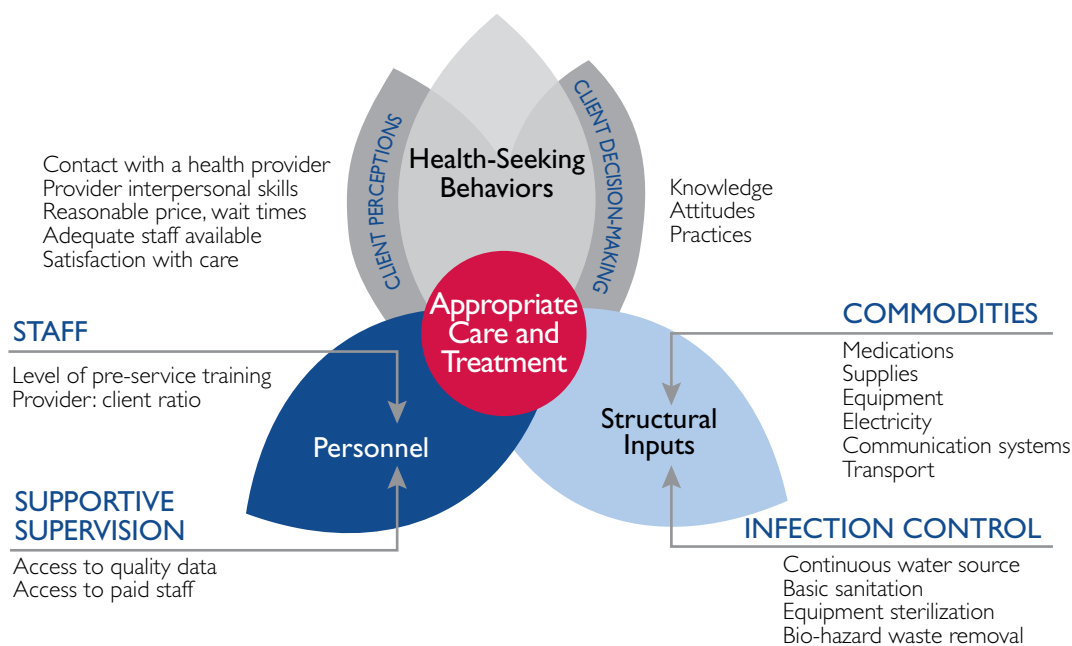 CLIENT PERCEPTIONS
CLIENT DECISION-MAKING
Health-Seeking
Behaviors
Contact with a health provider
Provider interpersonal skills
Reasonable price, wait times
Adequate staff available
Satisfaction with care
Knowledge
Attitudes
Practices
Appropriate
Care and
Treatment
STAFF
Level of pre-service training
Provider: client ratio
Personnel
SUPPORTIVE
SUPERVISION
Access to quality data
Access to paid staff
COMMODITIES
Medications
Supplies
Equipment
Electricity
Communication systems
Transport
Structural
Inputs
INFECTION CONTROL
Continuous water source
Basic sanitation
Equipment sterilization
Bio-hazard waste removal